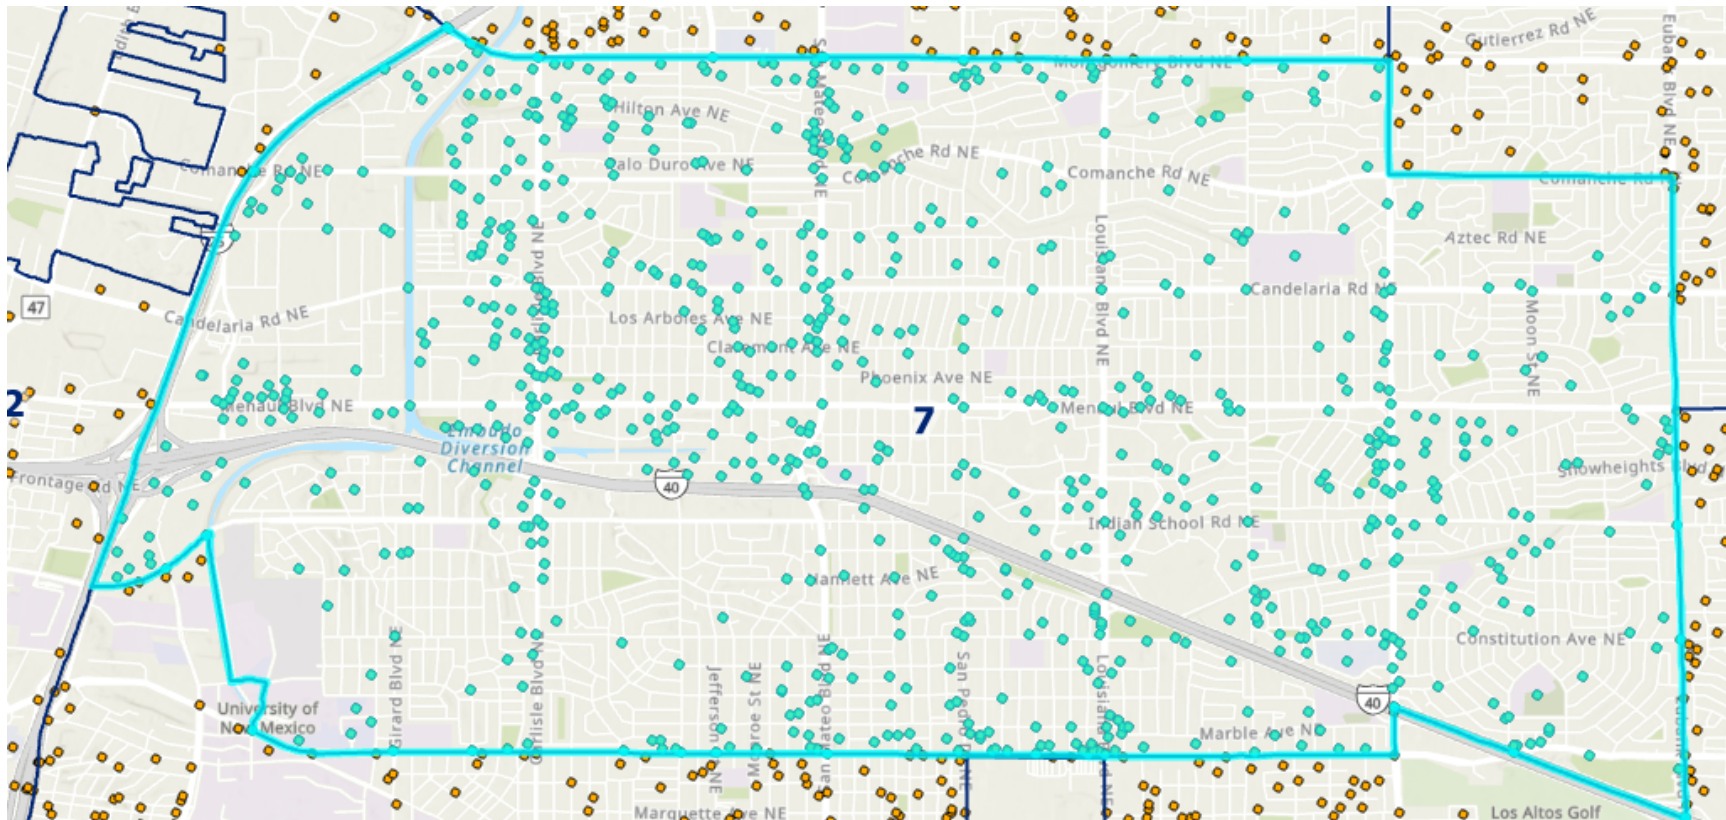 Gutierrez Rd NE
Eubank Blvd NE
Montgomery Blvd NE
Hilton Ave NE
Comanche Rd NE
Palo Duro Ave NE
Comanche Rd NE
Comanche Rd NE
Comanche Rd
San Mateo Blvd NE
Aztec Rd NE
Carlisle Blvd NE
Louisiana Blvd NE
47
Candelaria Rd NE
Candelaria Rd NE
Los Arboles Ave NE
Moon St NE
Claremont Ave NE
Phoenix Ave NE
2
Menaul Blvd NE
7
Menaul Blvd NE
Embudo
Diversion
Channel
Snowheights Blvd
Frontage Rd NE
40
Indian School Rd NE
Hannett Ave NE
Constitution Ave NE
Girard Blvd NE
Carlisle Blvd NE
Jefferson St NE
Monroe St NE
San Mateo Blvd NE
San Pedro Dr NE
Louisiana Blvd NE
40
University of
New Mexico
Marble Ave NE
Marquette Ave NE
Los Altos Golf